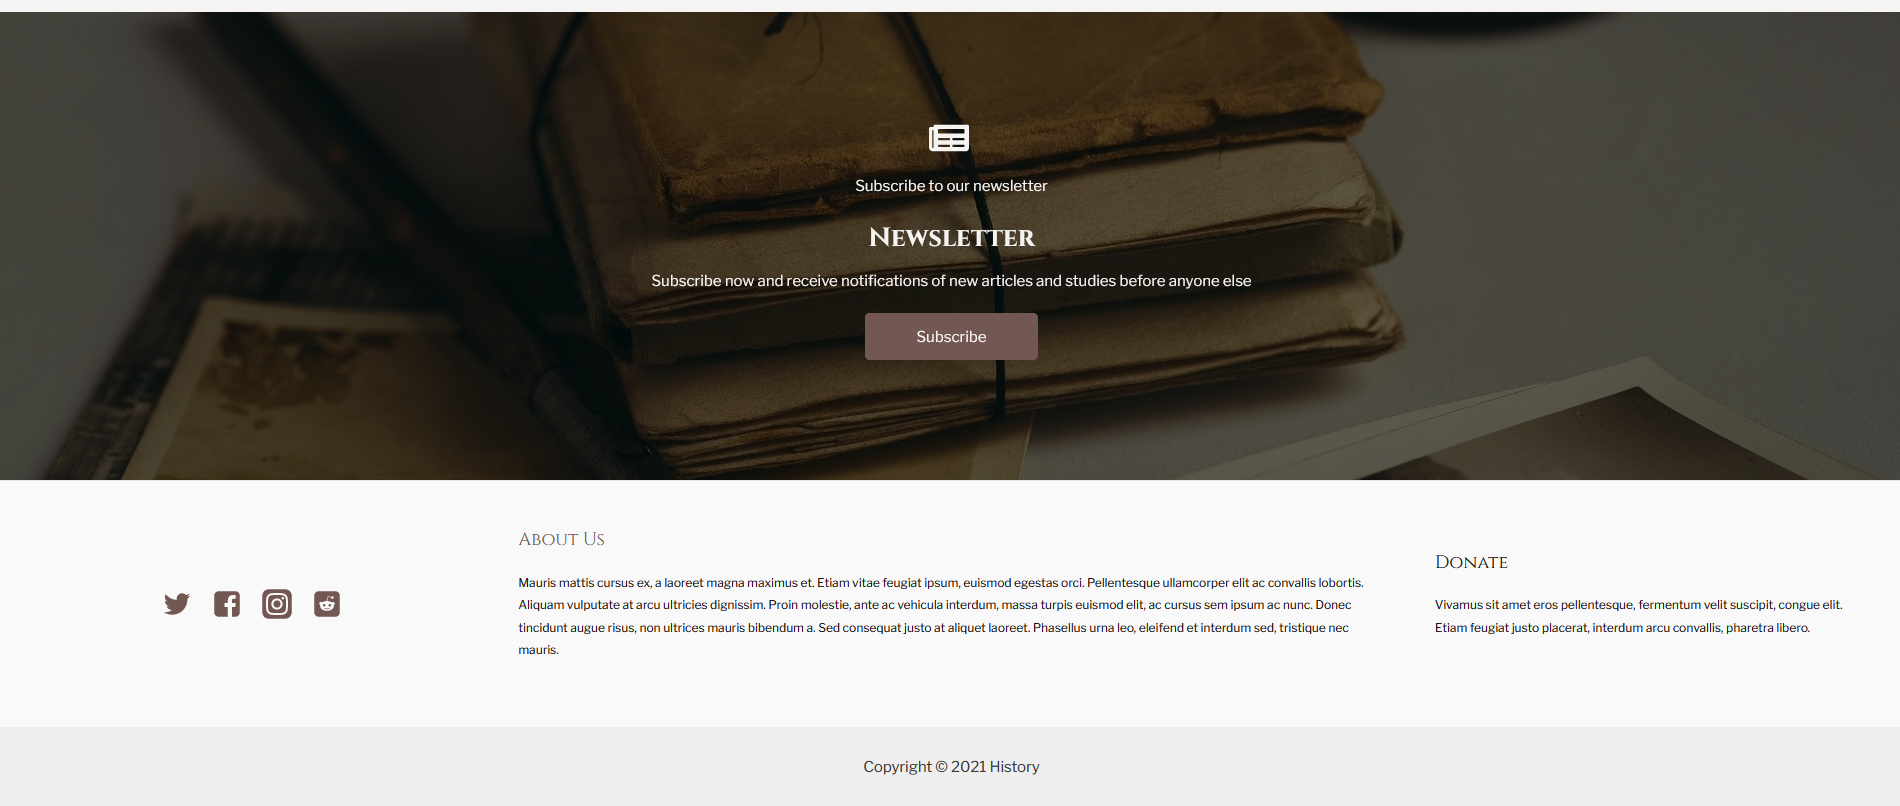 Subscribe to our newsletter
Newsletter
Subscribe now and receive notifications of new articles and studies before anyone else
Subscribe
About Us
Mauris mattis cursus ex, a laoreet magna maximus et. Etiam vitae feugiat ipsum, euismod egestas orci. Pellentesque ullamcorper elit ac convallis lobortis.
Aliquam vulputate at arcu ultricies dignissim. Proin molestie, ante ac vehicula interdum, massa turpis euismod elit, ac cursus sem ipsum ac nunc. Donec
tincidunt augue risus, non ultrices mauris bibendum a. Sed consequat justo at aliquet laoreet. Phasellus urna leo, eleifend et interdum sed, tristique nec
mauris.
Donate
Vivamus sit amet eros pellentesque, fermentum velit suscipit, congue elit.
Etiam feugiat justo placerat, interdum arcu convallis, pharetra libero.
Copyright © 2021 History